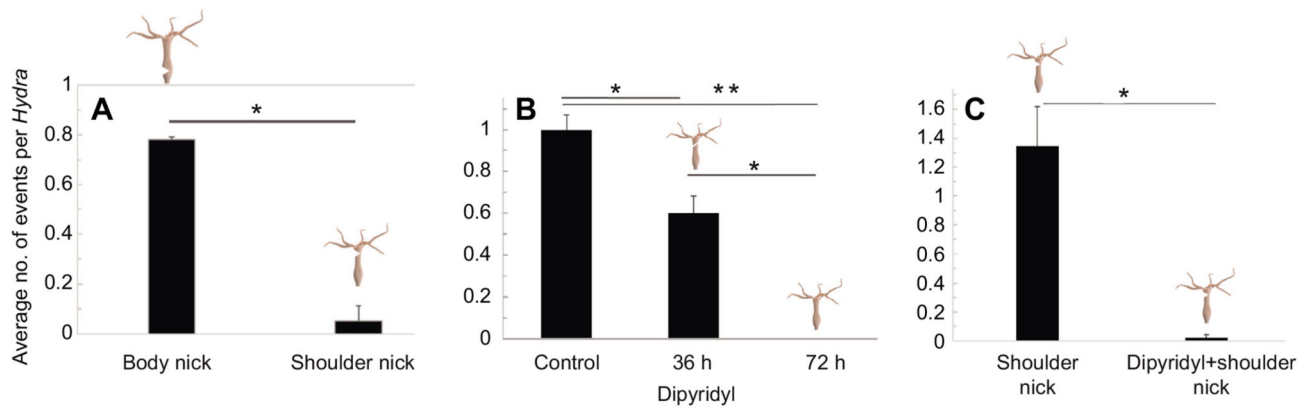 Average no. of events per Hydra
A
1
0.8
0.6
0.4
0.2
0
*
Body nick
Shoulder nick
B
1
0.8
0.6
0.4
0.2
0
*
**
*
Control
36 h
72 h
Dipyridyl
C
1.6
1.4
1.2
1
0.8
0.6
0.4
0.2
0
*
Shoulder
nick
Dipyridyl+shoulder
nick